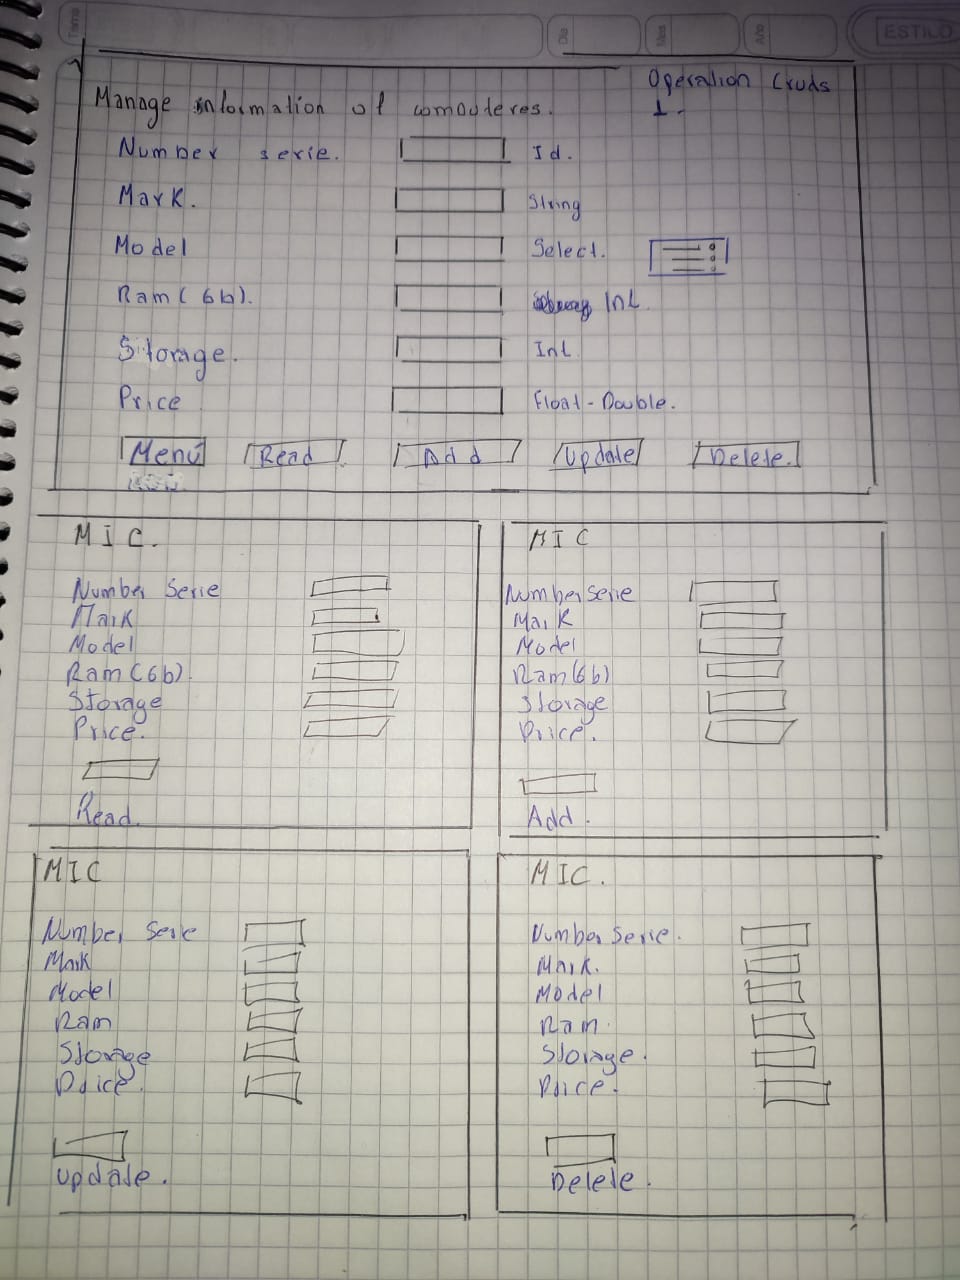 Tema
Dia
Mes
Año
ESTILO
Operation Cruds
1.-
Manage information of computeres.
Number serie. Id.
Mark. String
Model Select.
Ram( Gb). Int.
Storage. Int
Price Float - Double.
Menú Read Add Update Delete.
MIC.
Number Serie
Mark
Model
Ram(Gb).
Storage
Price.
Read.
MIC
Number Serie
Mark
Model
Ram(Gb)
Storage
Price.
Add.
MIC
Number Serie
Mark
Model
Ram
Storage
Price.
Update.
MIC.
Number Serie.
Mark.
Model
Ram.
Storage.
Price.
Delete.